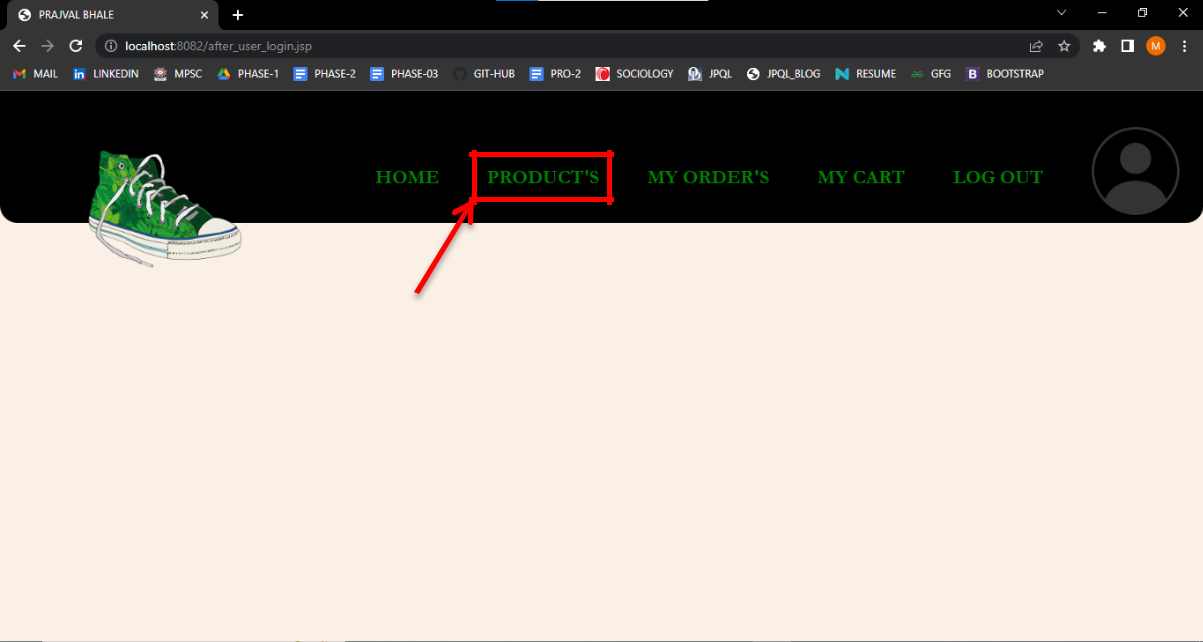 PRAJVAL BHALE
localhost:8082/after_user_login.jsp
M
MAIL LINKEDIN MPSC PHASE-1 PHASE-2 PHASE-03 GIT-HUB PRO-2 SOCIOLOGY JPQL JPQL_BLOG RESUME GFG B BOOTSTRAP
HOME PRODUCT'S MY ORDER'S MY CART LOG OUT